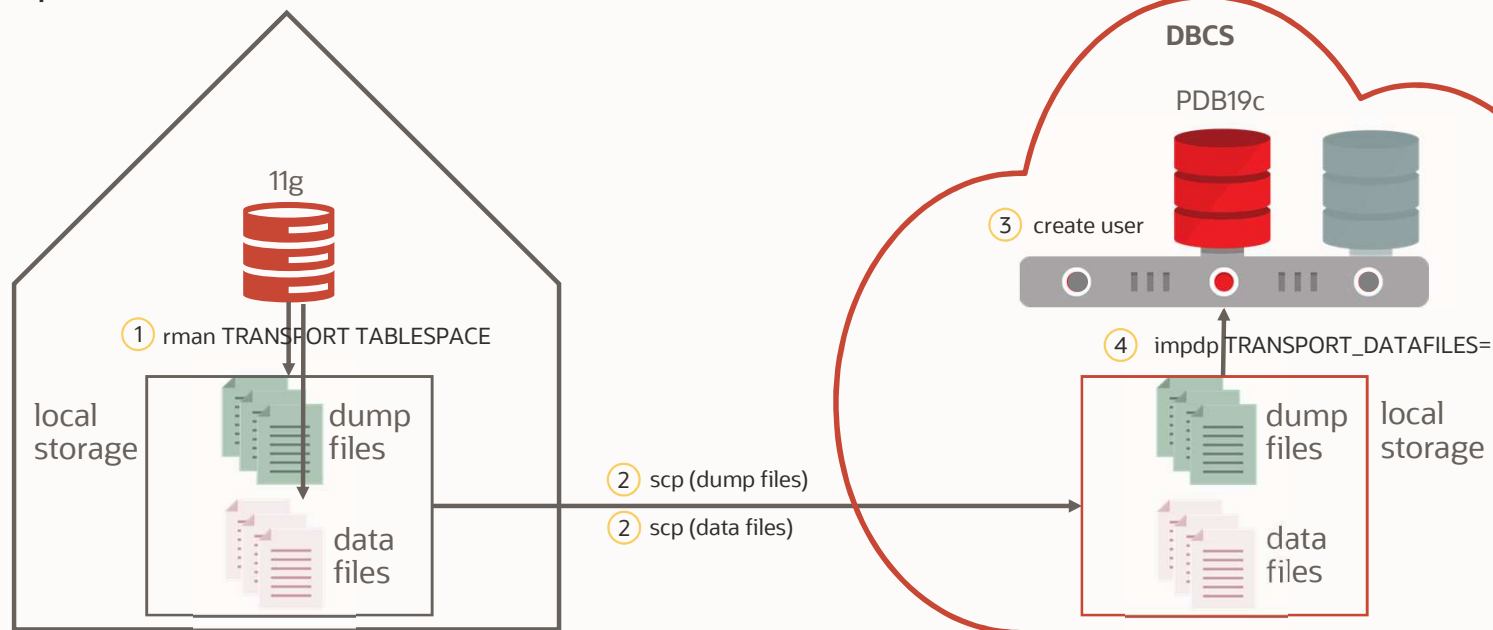 DBCS
PDB19c
11g
3 create user
1 rman TRANSPORT TABLESPACE
4 impdp TRANSPORT_DATAFILES=
local
storage
dump
files
dump
files
local
storage
2 scp (dump files)
2 scp (data files)
data
files
data
files